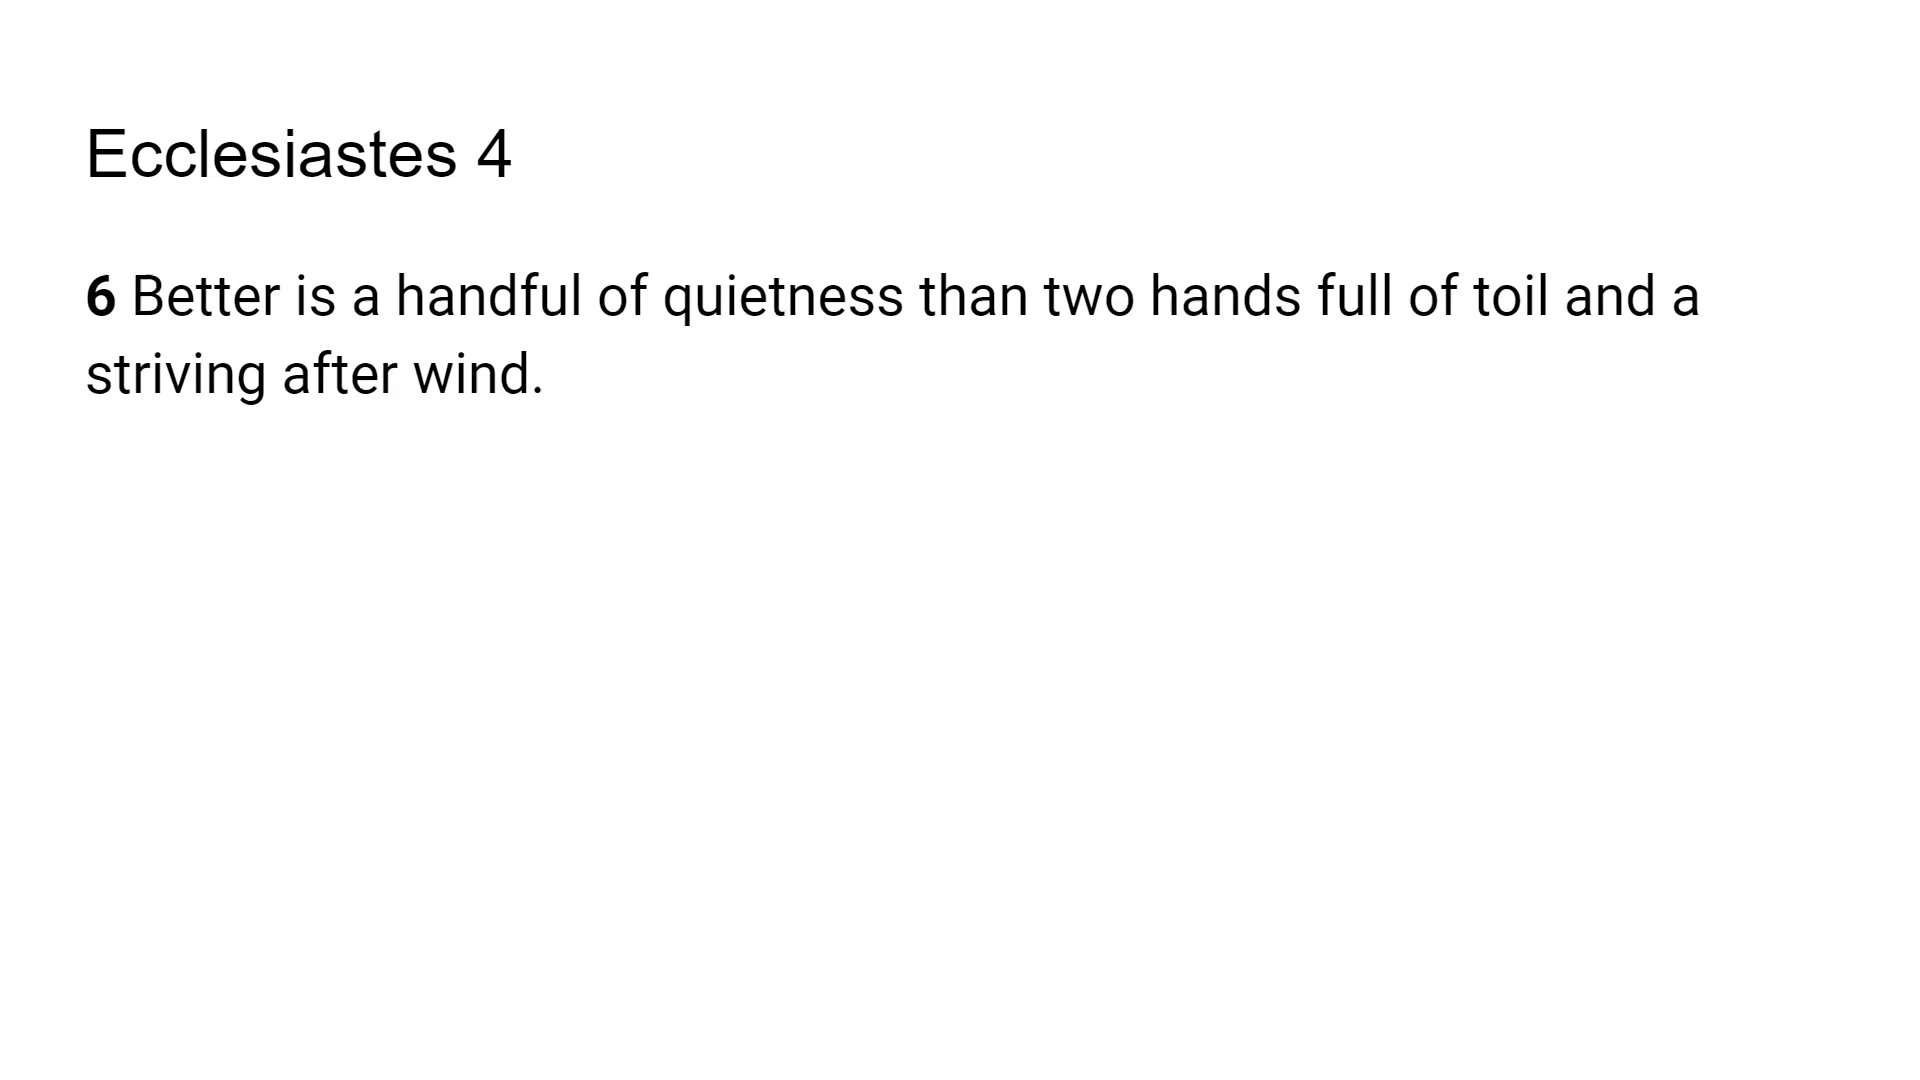 Ecclesiastes 4
6 Better is a handful of quietness than two hands full of toil and a
striving after wind.